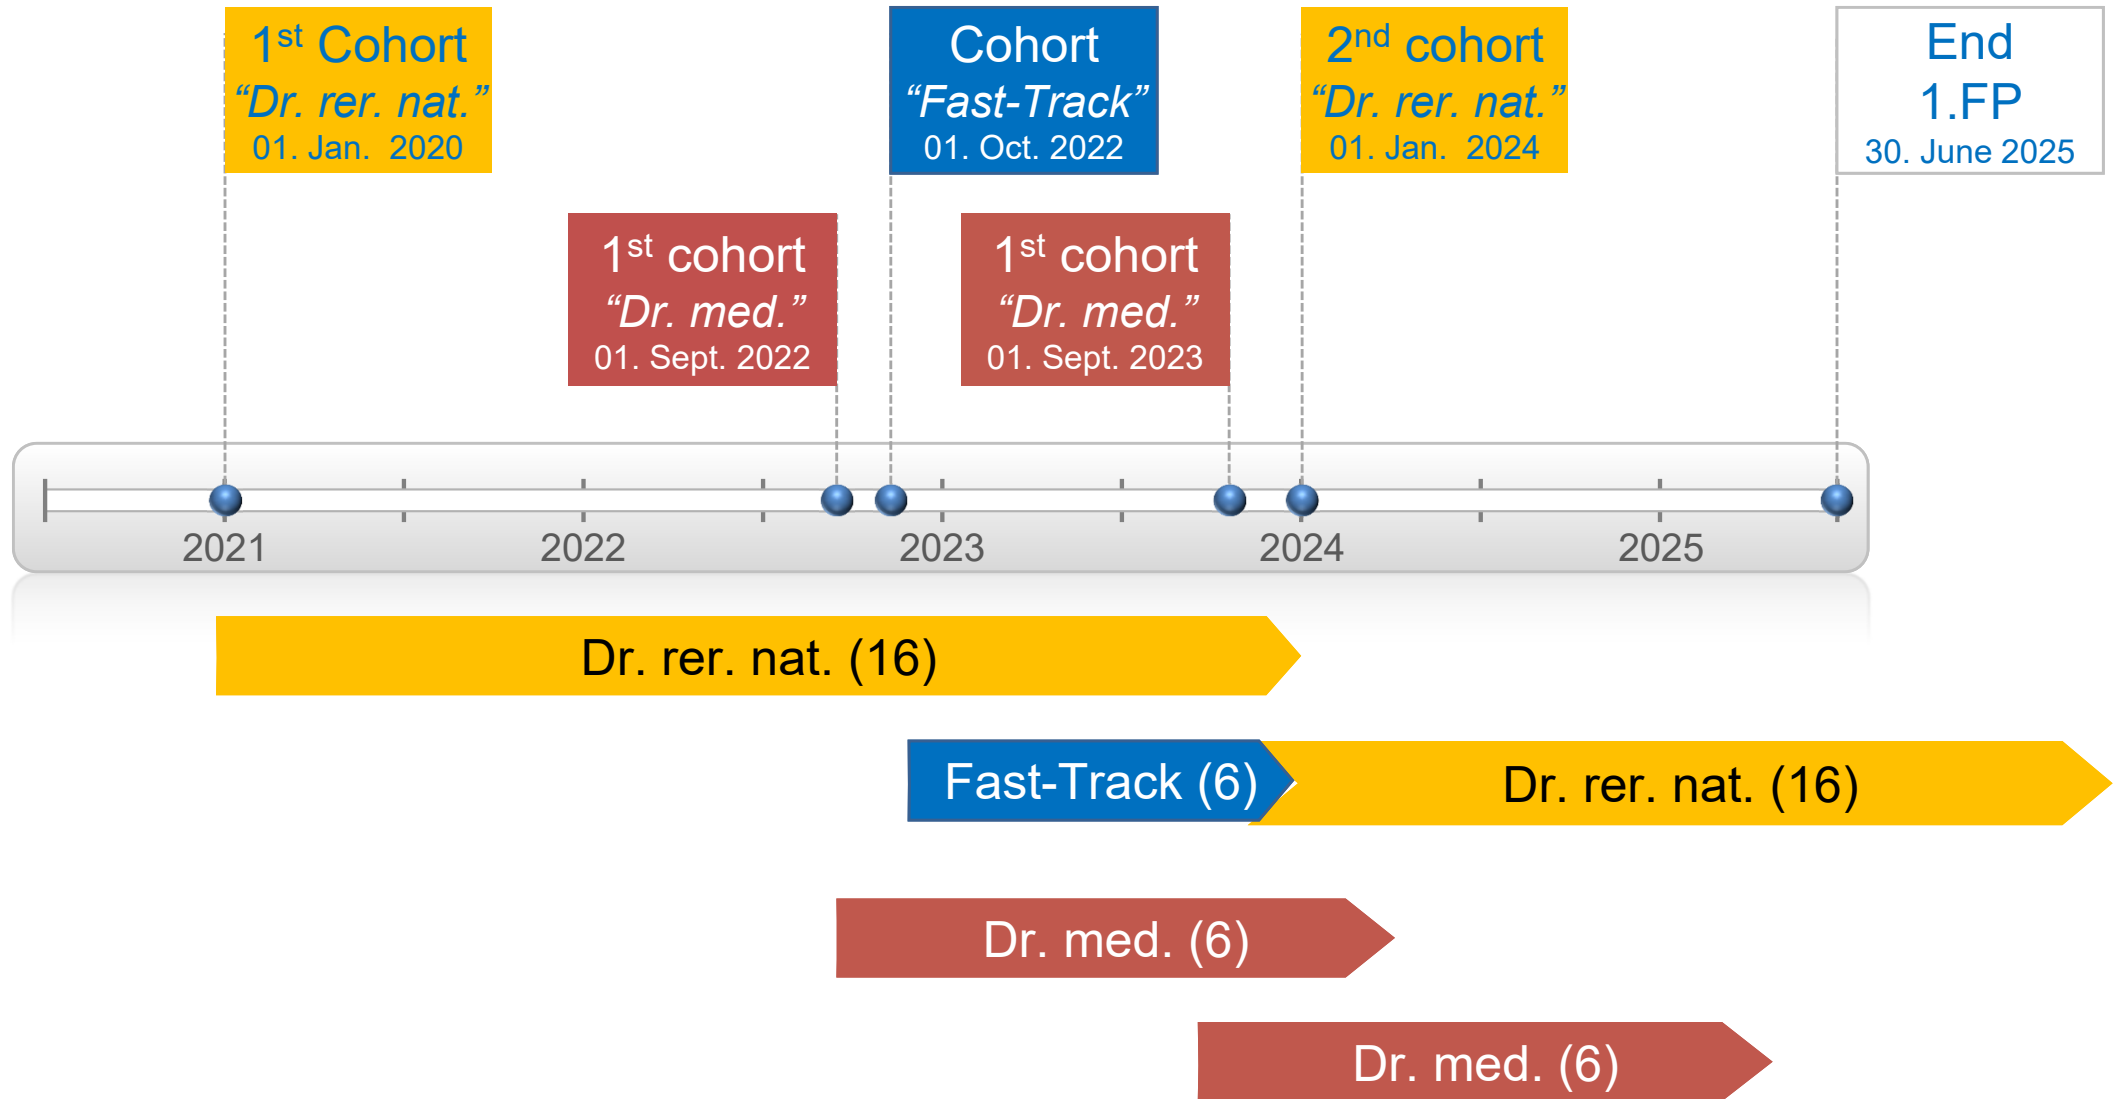 1st Cohort
“Dr. rer. nat.”
01. Jan. 2020
Cohort
“Fast-Track”
01. Oct. 2022
2nd cohort
“Dr. rer. nat.”
01. Jan. 2024
End
1.FP
30. June 2025
1st cohort
“Dr. med.”
01. Sept. 2022
1st cohort
“Dr. med.”
01. Sept. 2023
2021
2022
2023
2024
2025
Dr. rer. nat. (16)
Fast-Track (6)
Dr. rer. nat. (16)
Dr. med. (6)
Dr. med. (6)